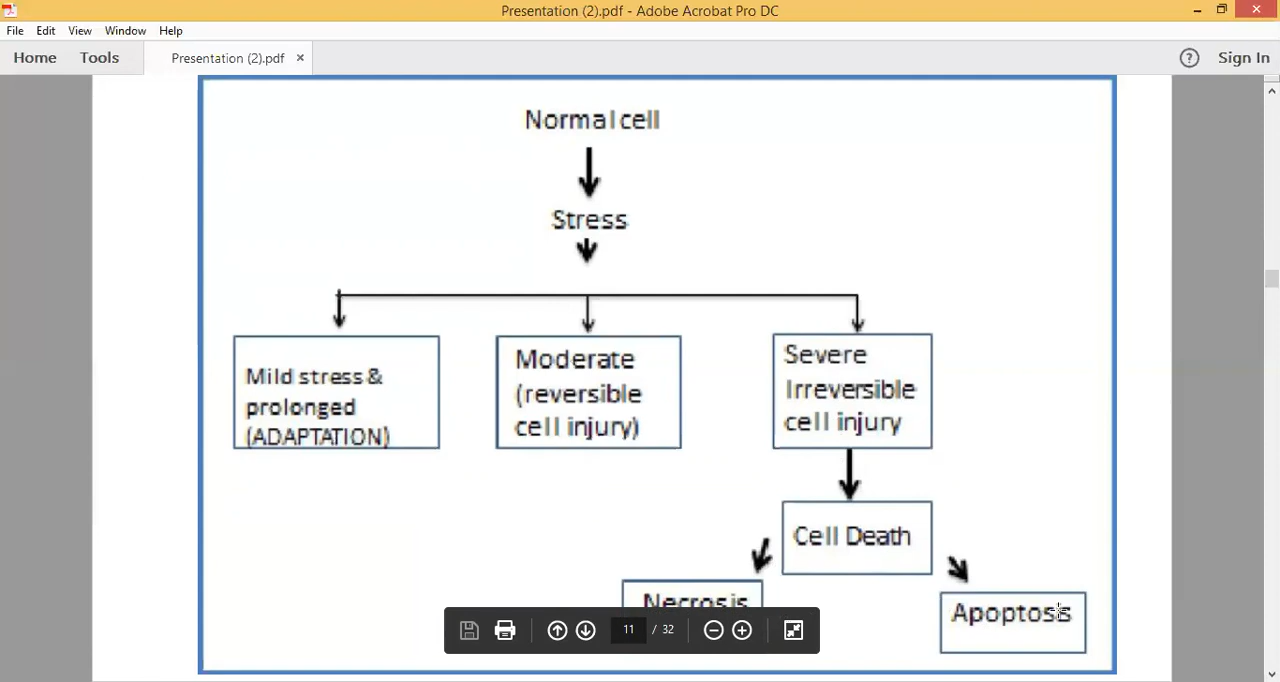 Presentation (2).pdf - Adobe Acrobat Pro DC
File Edit View Window Help
Home Tools Presentation (2).pdf × ? Sign In
Normal cell
Stress
Mild stress &
prolonged
(ADAPTATION)
Moderate
(reversible
cell injury)
Severe
Irreversible
cell injury
Cell Death
Necrosis
Apoptosis
11 / 32